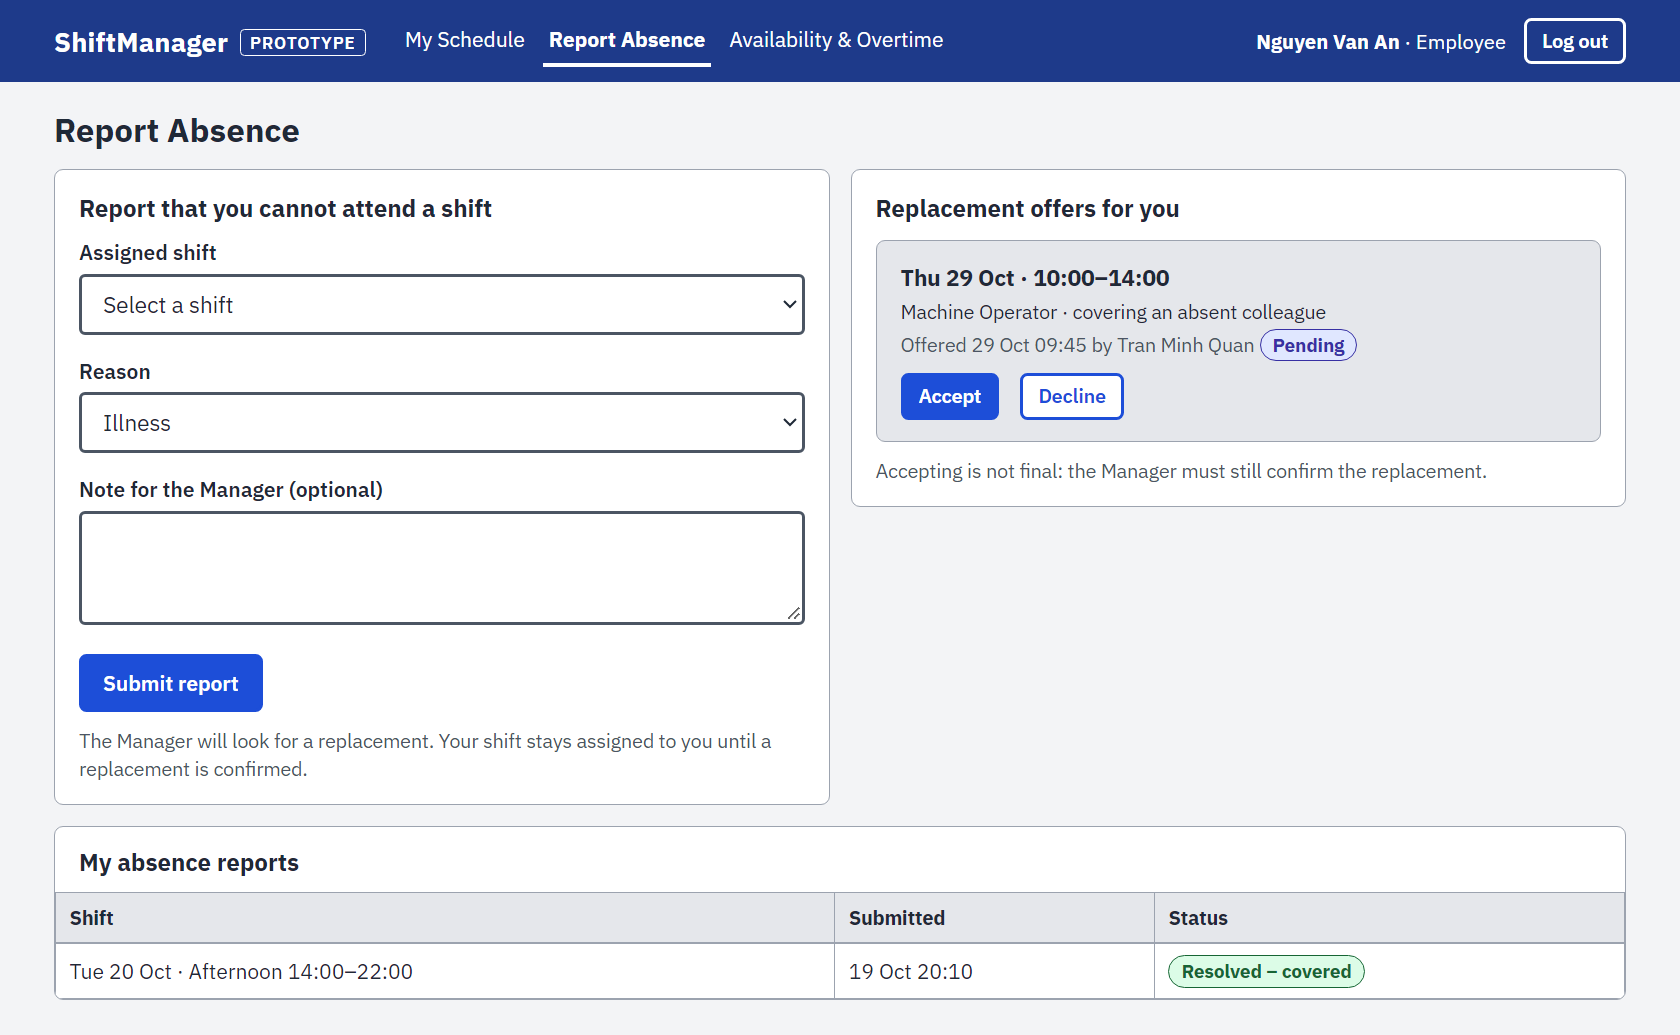 ShiftManager PROTOTYPE My Schedule Report Absence Availability & Overtime Nguyen Van An · Employee Log out
Report Absence
Report that you cannot attend a shift
Assigned shift
Select a shift
Reason
Illness
Note for the Manager (optional)
Submit report
The Manager will look for a replacement. Your shift stays assigned to you until a
replacement is confirmed.
Replacement offers for you
Thu 29 Oct · 10:00–14:00
Machine Operator · covering an absent colleague
Offered 29 Oct 09:45 by Tran Minh Quan Pending
Accept Decline
Accepting is not final: the Manager must still confirm the replacement.
My absence reports
Shift Submitted Status
Tue 20 Oct · Afternoon 14:00–22:00 19 Oct 20:10 Resolved – covered